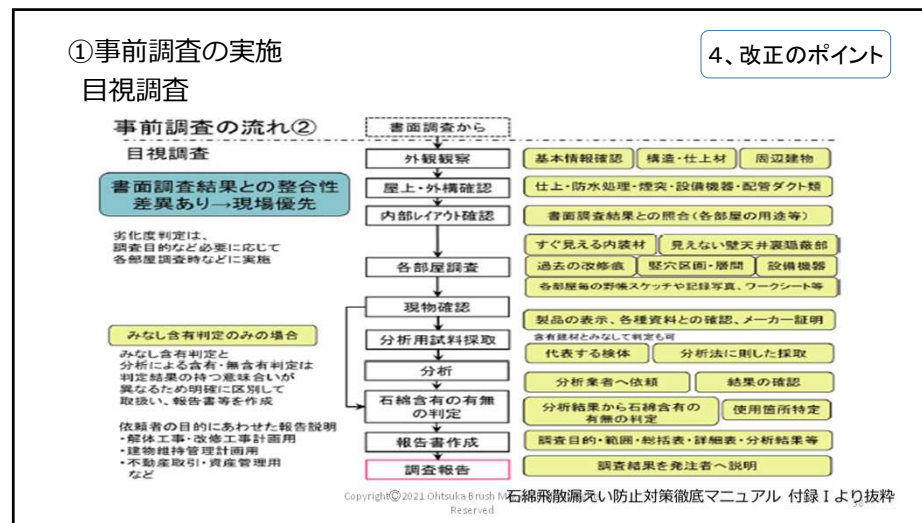 ①事前調査の実施
目視調査
4、改正のポイント
事前調査の流れ②
書面調査から
目視調査
書面調査結果との整合性
差異あり→現場優先
劣化度判定は、
調査目的など必要に応じて
各部屋調査時などに実施
外観観察
基本情報確認
構造・仕上材
周辺建物
屋上・外構確認
仕上・防水処理・煙突・設備機器・配管ダクト類
内部レイアウト確認
書面調査結果との照合(各部屋の用途等)
各部屋調査
すぐ見える内装材
見えない壁天井裏隠蔽部
過去の改修痕
竪穴区画・層間
設備機器
各部屋毎の野帳スケッチや記録写真、ワークシート等
現物確認
製品の表示、各種資料との確認、メーカー証明
含有建材とみなして判定も可
分析用試料採取
代表する検体
分析法に則した採取
分析
分析業者へ依頼
結果の確認
石綿含有の有無
の判定
分析結果から石綿含有の
有無の判定
使用箇所特定
報告書作成
調査目的・範囲・総括表・詳細表・分析結果等
調査報告
調査結果を発注者へ説明
みなし含有判定のみの場合
みなし含有判定と
分析による含有・無含有判定は
判定結果の持つ意味合いが
異なるため明確に区別して
取扱い、報告書等を作成
依頼者の目的にあわせた報告説明
・解体工事・改修工事計画用
・建物維持管理計画用
・不動産取引・資産管理用
など
Copyright©2021 Ohtsuka Brush M
Reserved
石綿飛散漏えい防止対策徹底マニュアル 付録Ⅰより抜粋